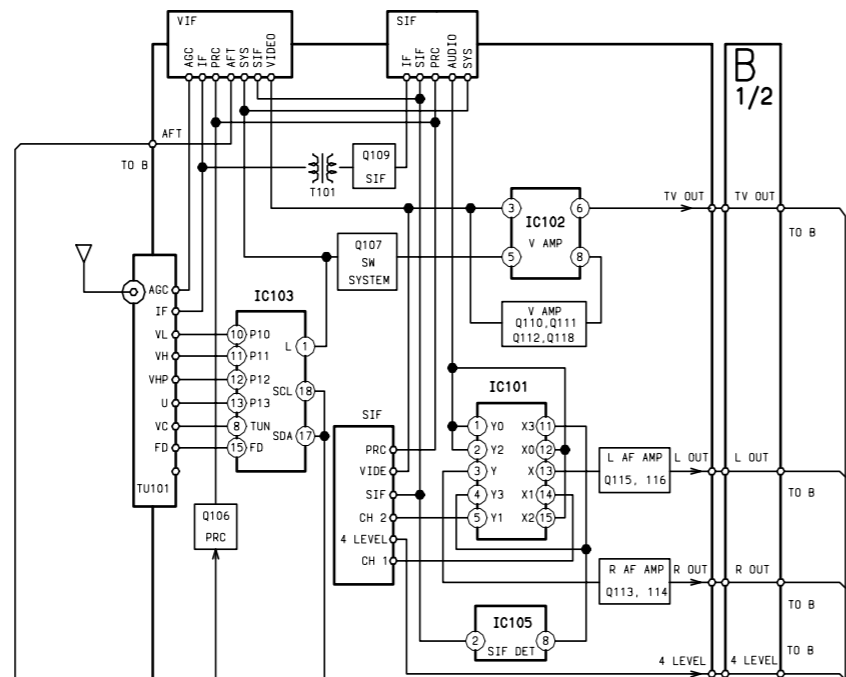 VIF
AGC
IF
PRC
AFT
SYS
SIF
VIDEO
SIF
IF
SIF
PRC
AUDIO
SYS
B
1/2
AFT
TO B
T101
Q109
SIF
TV OUT
TV OUT
TO B
3
6
IC102
V AMP
5
8
Q107
SW
SYSTEM
V AMP
Q110,Q111
Q112,Q118
AGC
IF
VL
VH
VHP
U
VC
FD
TU101
IC103
10 P10
11 P11
12 P12
13 P13
8 TUN
15 FD
L 1
SCL 18
SDA 17
Q106
PRC
SIF
PRC
VIDE
SIF
CH 2
4 LEVEL
CH 1
IC101
1 Y0 X3 11
2 Y2 X0 12
3 Y X 13
4 Y3 X1 14
5 Y1 X2 15
L AF AMP
Q115, 116
L OUT
L OUT
TO B
R AF AMP
Q113, 114
R OUT
R OUT
TO B
IC105
2
8
SIF DET
TO B
4 LEVEL
4 LEVEL